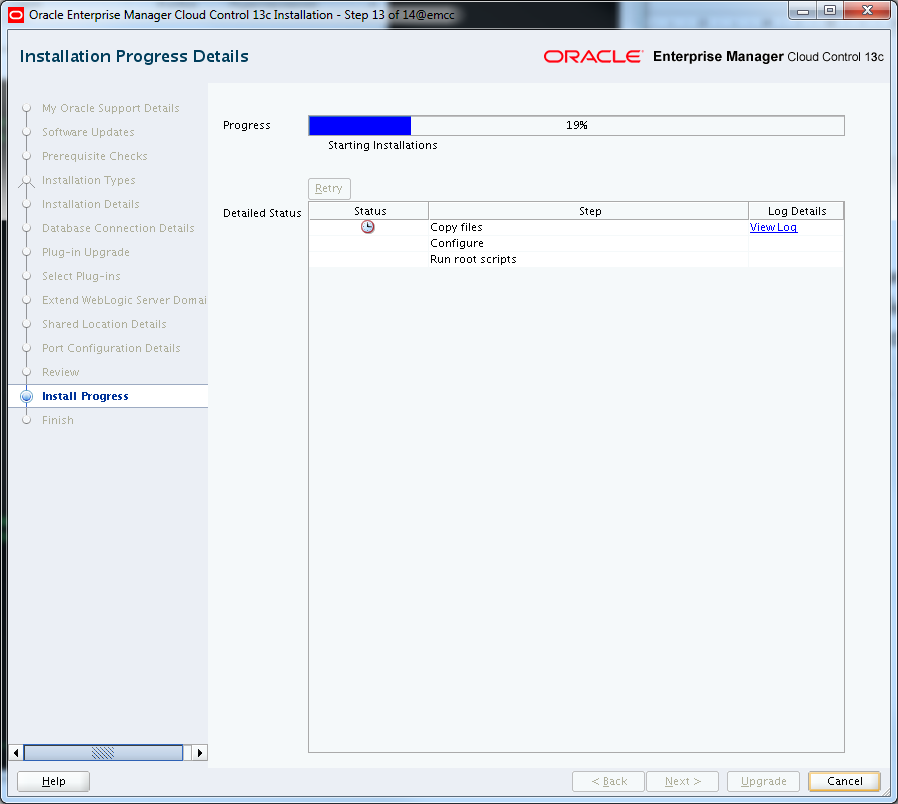 Oracle Enterprise Manager Cloud Control 13c Installation - Step 13 of 14@emcc
Installation Progress Details
ORACLE Enterprise Manager Cloud Control 13c
My Oracle Support Details
Software Updates
Prerequisite Checks
Installation Types
Installation Details
Database Connection Details
Plug-in Upgrade
Select Plug-ins
Extend WebLogic Server Domai
Shared Location Details
Port Configuration Details
Review
Install Progress
Finish
Progress 19%
Starting Installations
Retry
Detailed Status
Status Step Log Details
Copy files View Log
Configure
Run root scripts
Help < Back Next > Upgrade Cancel